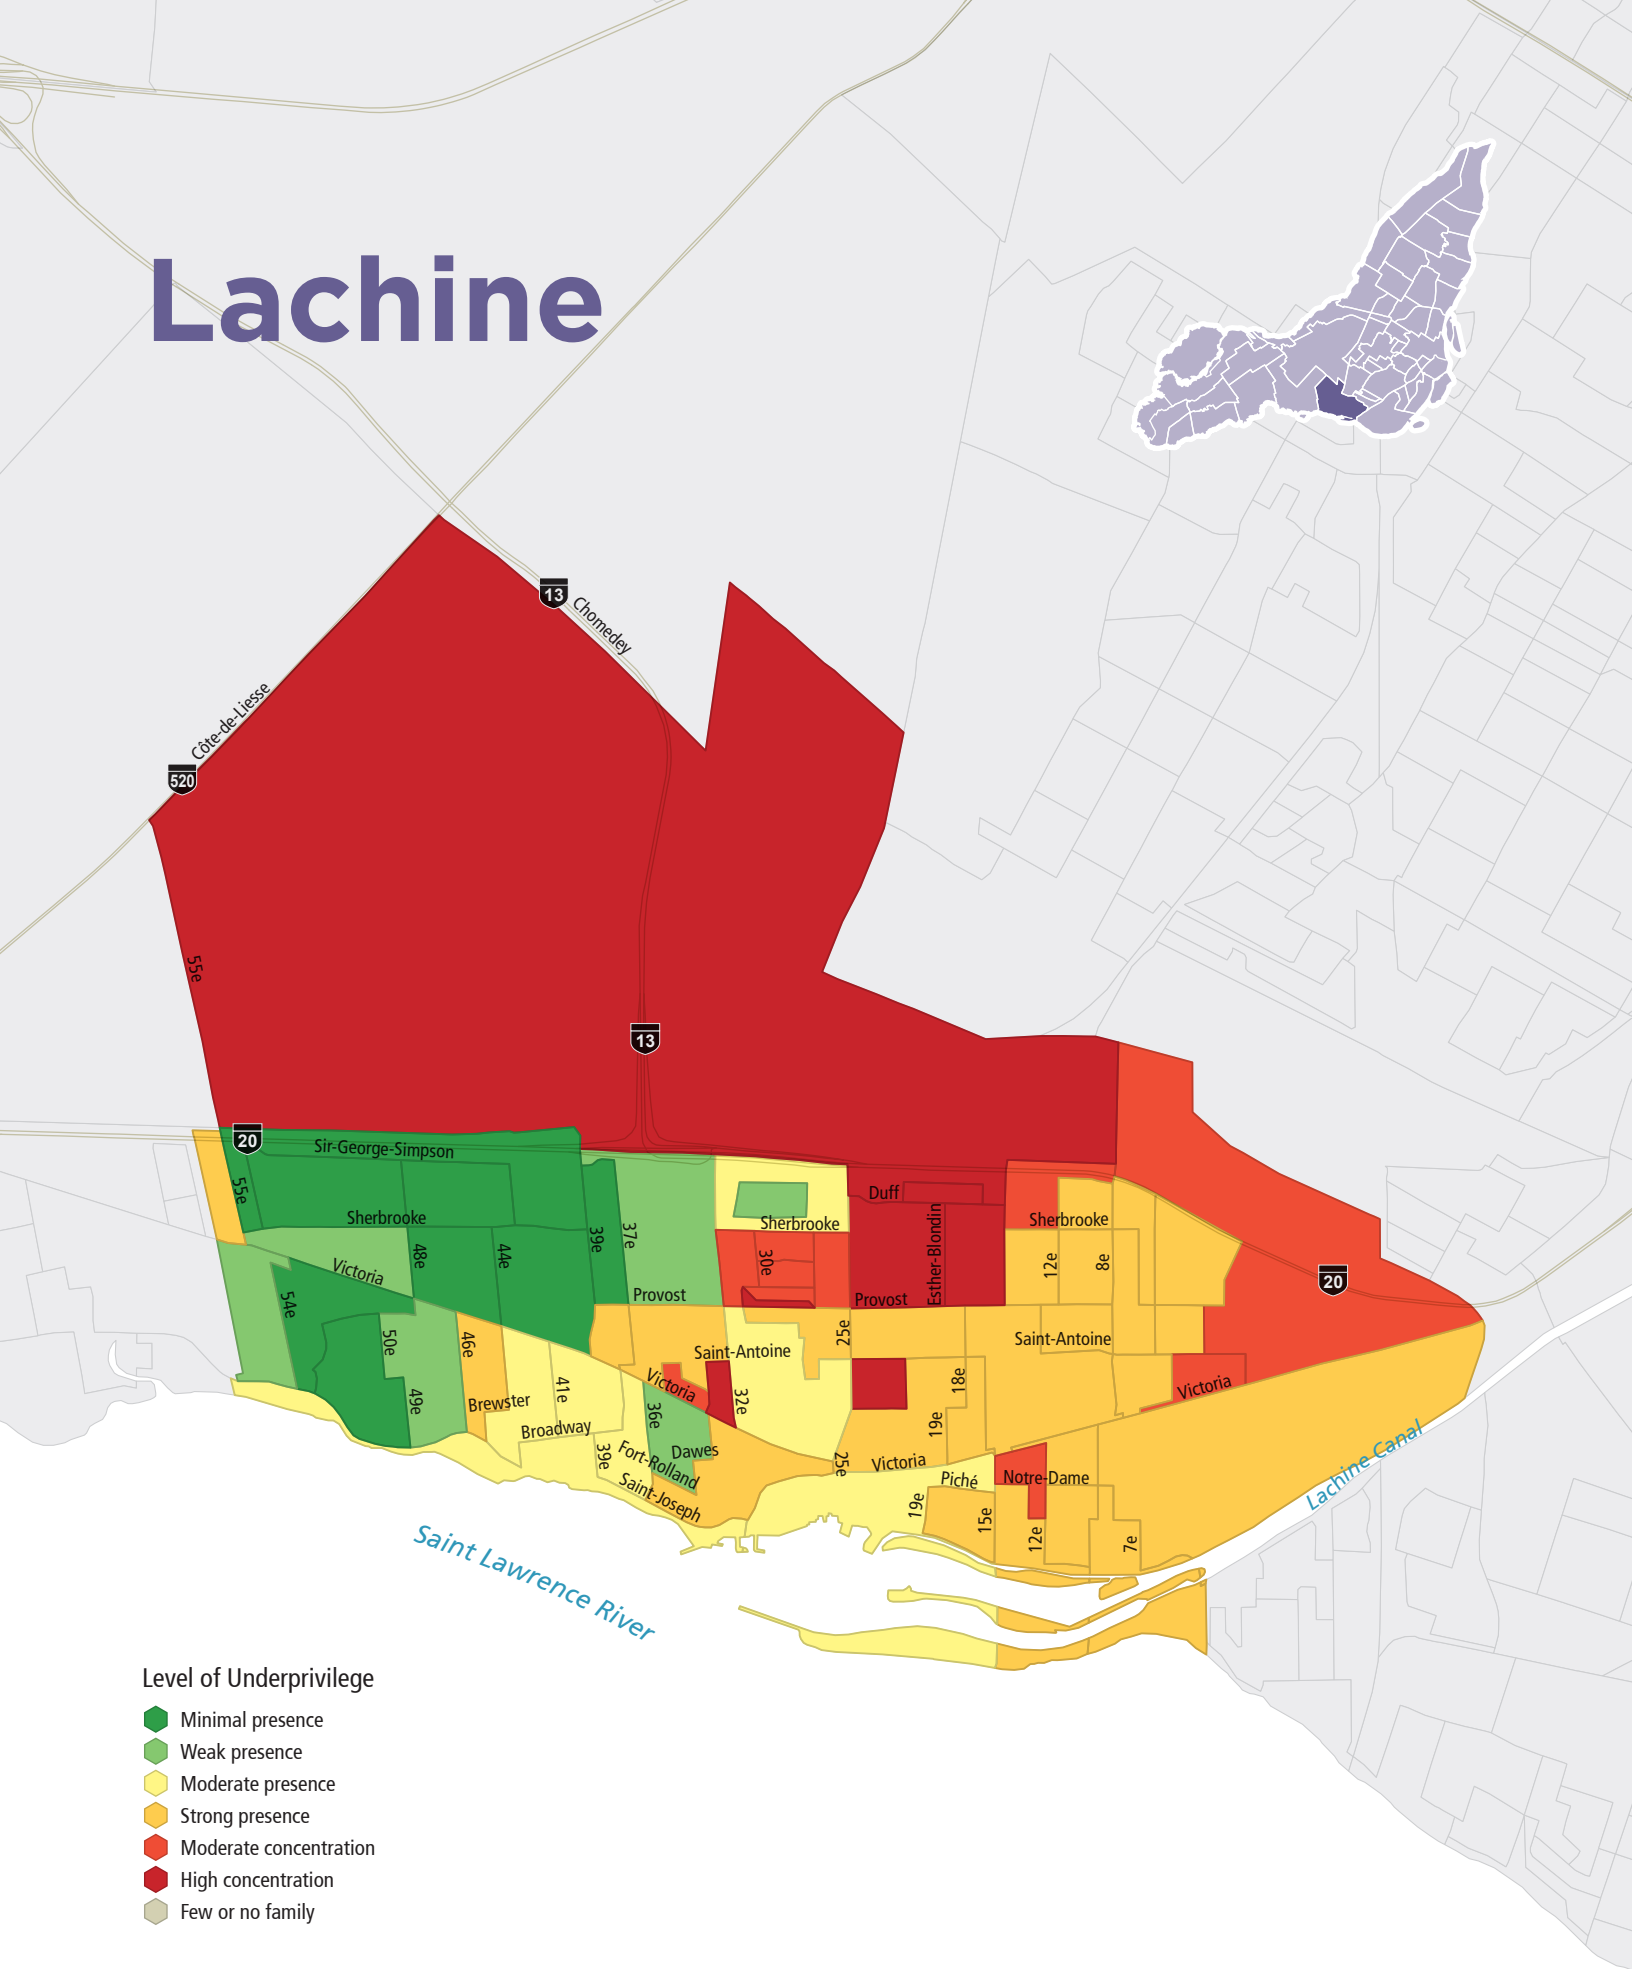 Lachine
13
Chomedey
Côte-de-Liesse
520
55e
13
20
Sir-George-Simpson
55e
Sherbrooke
Victoria
48e
44e
39e
37e
54e
50e
49e
46e
Brewster
41e
Broadway
39e
Fort-Rolland
Saint-Joseph
36e
Dawes
Provost
Victoria
Saint-Antoine
32e
30e
Sherbrooke
Duff
Esther-Blondin
Provost
25e
25e
Victoria
18e
19e
Piché
19e
15e
Notre-Dame
12e
7e
Sherbrooke
12e
8e
Saint-Antoine
Victoria
20
Lachine Canal
Saint Lawrence River
Level of Underprivilege
Minimal presence
Weak presence
Moderate presence
Strong presence
Moderate concentration
High concentration
Few or no family